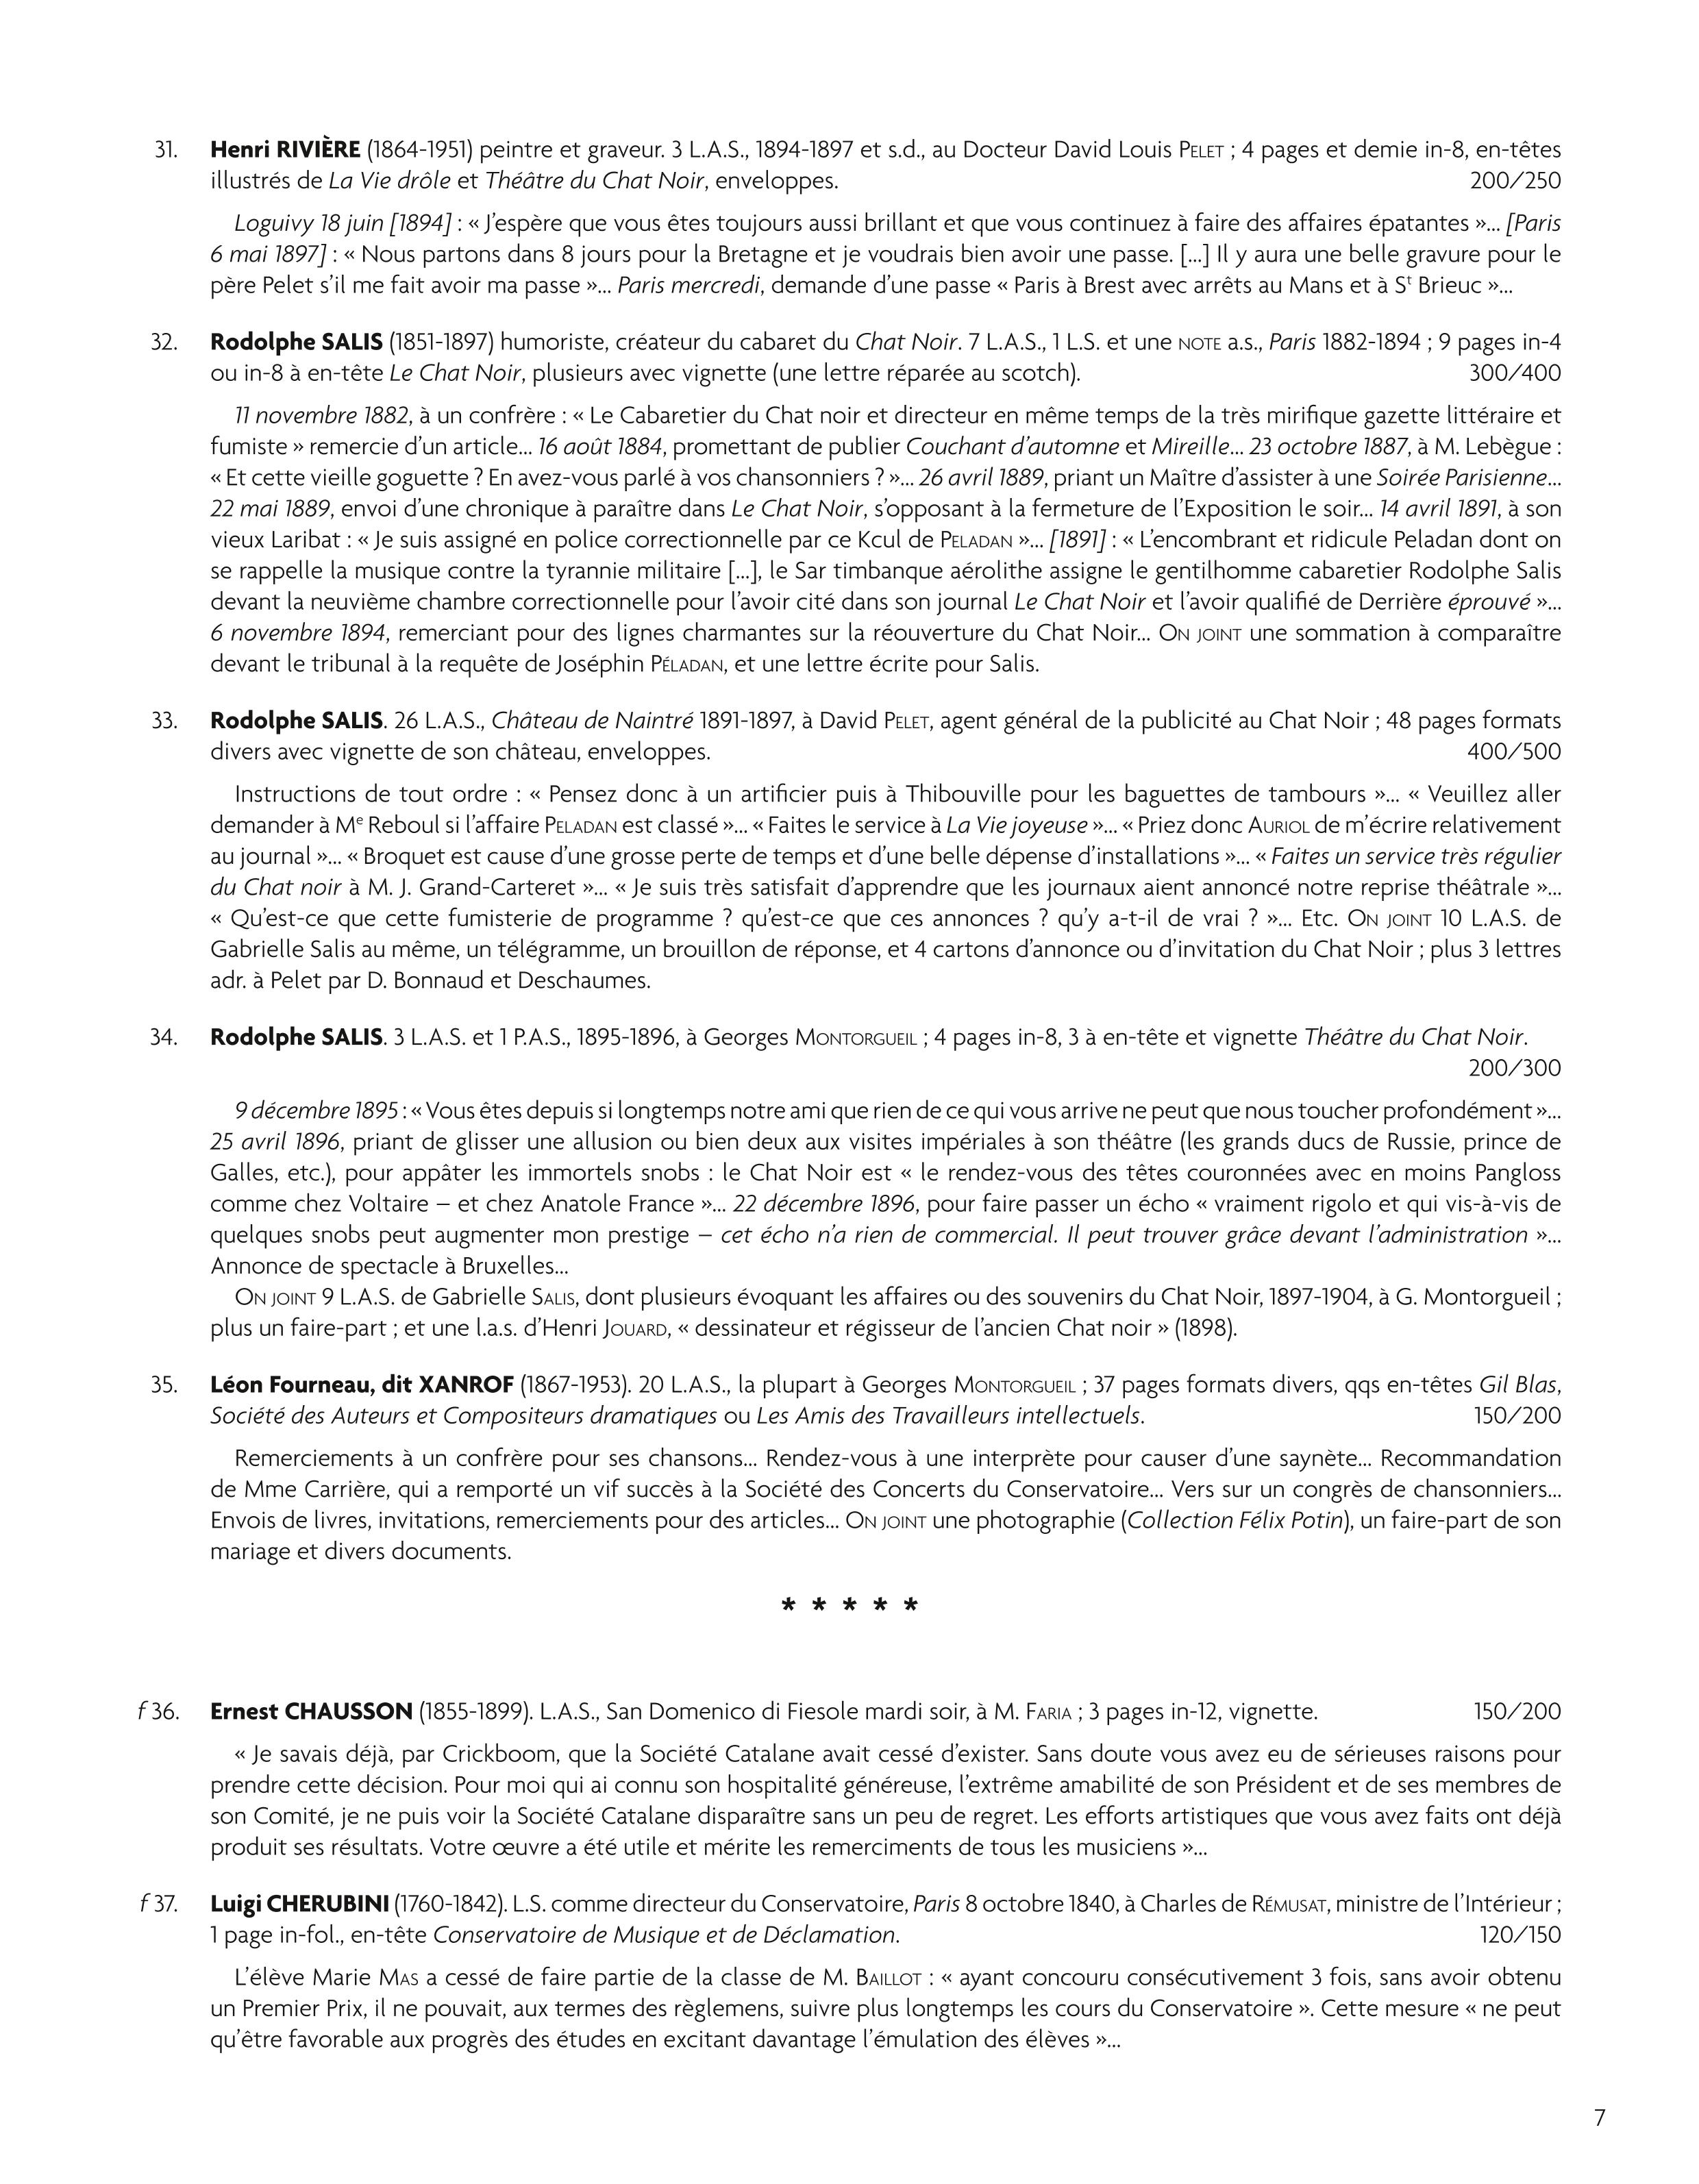 31. Henri RIVIÈRE (1864-1951) peintre et graveur. 3 L.A.S., 1894-1897 et s.d., au Docteur David Louis PELET ; 4 pages et demie in-8, en-têtes
illustrés de La Vie drôle et Théâtre du Chat Noir, enveloppes. 200/250
Loguivy 18 juin [1894] : « J’espère que vous êtes toujours aussi brillant et que vous continuez à faire des affaires épatantes »... [Paris
6 mai 1897] : « Nous partons dans 8 jours pour la Bretagne et je voudrais bien avoir une passe. [...] Il y aura une belle gravure pour le
père Pelet s’il me fait avoir ma passe »... Paris mercredi, demande d’une passe « Paris à Brest avec arrêts au Mans et à St Brieuc »...
32. Rodolphe SALIS (1851-1897) humoriste, créateur du cabaret du Chat Noir. 7 L.A.S., 1 L.S. et une NOTE a.s., Paris 1882-1894 ; 9 pages in-4
ou in-8 à en-tête Le Chat Noir, plusieurs avec vignette (une lettre réparée au scotch). 300/400
11 novembre 1882, à un confrère : « Le Cabaretier du Chat noir et directeur en même temps de la très mirifique gazette littéraire et
fumiste » remercie d’un article... 16 août 1884, promettant de publier Couchant d’automne et Mireille... 23 octobre 1887, à M. Lebègue :
« Et cette vieille goguette ? En avez-vous parlé à vos chansonniers ? »... 26 avril 1889, priant un Maître d’assister à une Soirée Parisienne...
22 mai 1889, envoi d’une chronique à paraître dans Le Chat Noir, s’opposant à la fermeture de l’Exposition le soir... 14 avril 1891, à son
vieux Laribat : « Je suis assigné en police correctionnelle par ce Kcul de PELADAN »... [1891] : « L’encombrant et ridicule Peladan dont on
se rappelle la musique contre la tyrannie militaire [...], le Sar timbanque aérolithe assigne le gentilhomme cabaretier Rodolphe Salis
devant la neuvième chambre correctionnelle pour l’avoir cité dans son journal Le Chat Noir et l’avoir qualifié de Derrière éprouvé »...
6 novembre 1894, remerciant pour des lignes charmantes sur la réouverture du Chat Noir... ON JOINT une sommation à comparaître
devant le tribunal à la requête de Joséphin PÉLADAN, et une lettre écrite pour Salis.
33. Rodolphe SALIS. 26 L.A.S., Château de Naintré 1891-1897, à David PELET, agent général de la publicité au Chat Noir ; 48 pages formats
divers avec vignette de son château, enveloppes. 400/500
Instructions de tout ordre : « Pensez donc à un artificier puis à Thibouville pour les baguettes de tambours »... « Veuillez aller
demander à Me Reboul si l’affaire PELADAN est classé »... « Faites le service à La Vie joyeuse »... « Priez donc AURIOL de m’écrire relativement
au journal »... « Broquet est cause d’une grosse perte de temps et d’une belle dépense d’installations »... « Faites un service très régulier
du Chat noir à M. J. Grand-Carteret »... « Je suis très satisfait d’apprendre que les journaux aient annoncé notre reprise théâtrale »...
« Qu’est-ce que cette fumisterie de programme ? qu’est-ce que ces annonces ? qu’y a-t-il de vrai ? »... Etc. ON JOINT 10 L.A.S. de
Gabrielle Salis au même, un télégramme, un brouillon de réponse, et 4 cartons d’annonce ou d’invitation du Chat Noir ; plus 3 lettres
adr. à Pelet par D. Bonnaud et Deschaumes.
34. Rodolphe SALIS. 3 L.A.S. et 1 P.A.S., 1895-1896, à Georges MONTORGUEIL ; 4 pages in-8, 3 à en-tête et vignette Théâtre du Chat Noir.
200/300
9 décembre 1895 : « Vous êtes depuis si longtemps notre ami que rien de ce qui vous arrive ne peut que nous toucher profondément »...
25 avril 1896, priant de glisser une allusion ou bien deux aux visites impériales à son théâtre (les grands ducs de Russie, prince de
Galles, etc.), pour appâter les immortels snobs : le Chat Noir est « le rendez-vous des têtes couronnées avec en moins Pangloss
comme chez Voltaire – et chez Anatole France »... 22 décembre 1896, pour faire passer un écho « vraiment rigolo et qui vis-à-vis de
quelques snobs peut augmenter mon prestige – cet écho n’a rien de commercial. Il peut trouver grâce devant l’administration »...
Annonce de spectacle à Bruxelles...
ON JOINT 9 L.A.S. de Gabrielle SALIS, dont plusieurs évoquant les affaires ou des souvenirs du Chat Noir, 1897-1904, à G. Montorgueil ;
plus un faire-part ; et une l.a.s. d’Henri JOUARD, « dessinateur et régisseur de l’ancien Chat noir » (1898).
35. Léon Fourneau, dit XANROF (1867-1953). 20 L.A.S., la plupart à Georges MONTORGUEIL ; 37 pages formats divers, qqs en-têtes Gil Blas,
Société des Auteurs et Compositeurs dramatiques ou Les Amis des Travailleurs intellectuels. 150/200
Remerciements à un confrère pour ses chansons... Rendez-vous à une interprète pour causer d’une saynète... Recommandation
de Mme Carrière, qui a remporté un vif succès à la Société des Concerts du Conservatoire... Vers sur un congrès de chansonniers...
Envois de livres, invitations, remerciements pour des articles... ON JOINT une photographie (Collection Félix Potin), un faire-part de son
mariage et divers documents.
* * * * *
f 36. Ernest CHAUSSON (1855-1899). L.A.S., San Domenico di Fiesole mardi soir, à M. FARIA ; 3 pages in-12, vignette. 150/200
« Je savais déjà, par Crickboom, que la Société Catalane avait cessé d’exister. Sans doute vous avez eu de sérieuses raisons pour
prendre cette décision. Pour moi qui ai connu son hospitalité généreuse, l’extrême amabilité de son Président et de ses membres de
son Comité, je ne puis voir la Société Catalane disparaître sans un peu de regret. Les efforts artistiques que vous avez faits ont déjà
produit ses résultats. Votre œuvre a été utile et mérite les remerciments de tous les musiciens »...
f 37. Luigi CHERUBINI (1760-1842). L.S. comme directeur du Conservatoire, Paris 8 octobre 1840, à Charles de RÉMUSAT, ministre de l’Intérieur ;
1 page in-fol., en-tête Conservatoire de Musique et de Déclamation. 120/150
L’élève Marie MAS a cessé de faire partie de la classe de M. BAILLOT : « ayant concouru consécutivement 3 fois, sans avoir obtenu
un Premier Prix, il ne pouvait, aux termes des règlemens, suivre plus longtemps les cours du Conservatoire ». Cette mesure « ne peut
qu’être favorable aux progrès des études en excitant davantage l’émulation des élèves »...
7